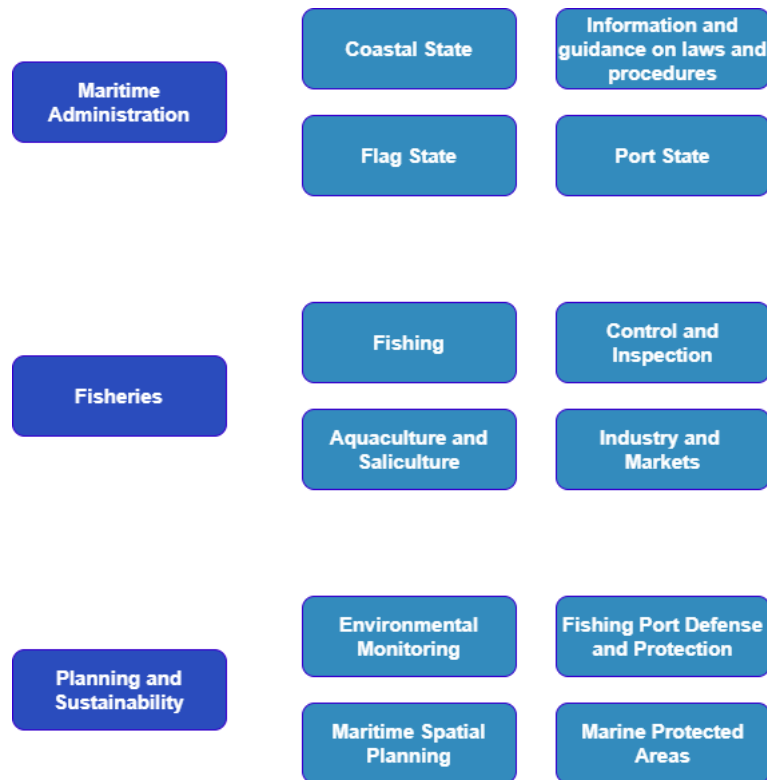 Maritime
Administration
Coastal State
Information and
guidance on laws and
procedures
Flag State
Port State
Fisheries
Fishing
Control and
Inspection
Aquaculture and
Saliculture
Industry and
Markets
Planning and
Sustainability
Environmental
Monitoring
Fishing Port Defense
and Protection
Maritime Spatial
Planning
Marine Protected
Areas